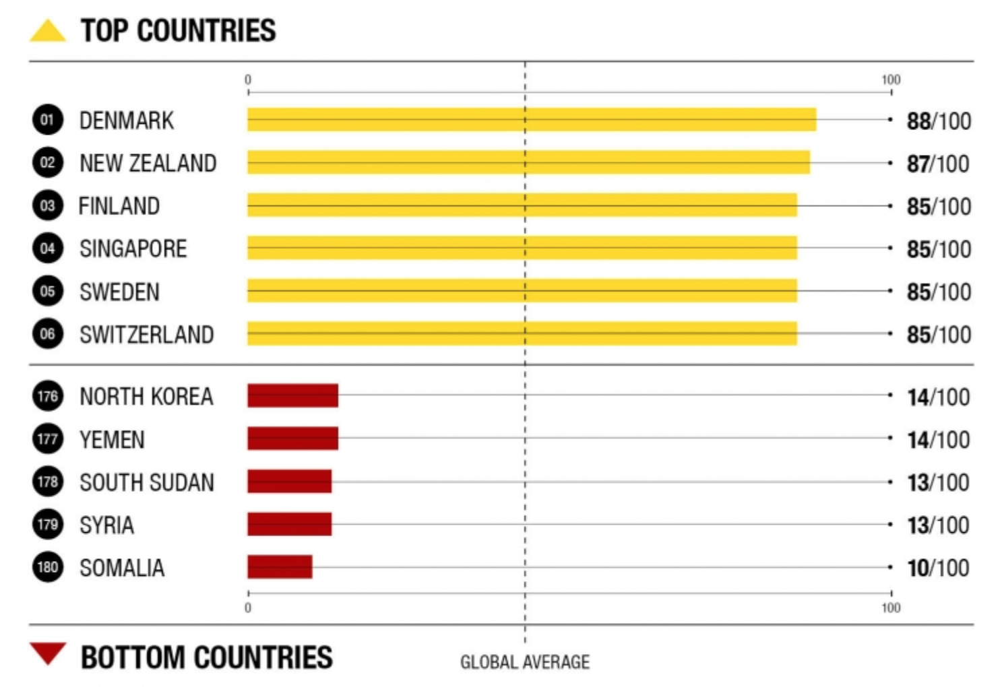 TOP COUNTRIES
0 100
01 DENMARK 88/100
02 NEW ZEALAND 87/100
03 FINLAND 85/100
04 SINGAPORE 85/100
05 SWEDEN 85/100
06 SWITZERLAND 85/100
176 NORTH KOREA 14/100
177 YEMEN 14/100
178 SOUTH SUDAN 13/100
179 SYRIA 13/100
180 SOMALIA 10/100
0 100
BOTTOM COUNTRIES
GLOBAL AVERAGE